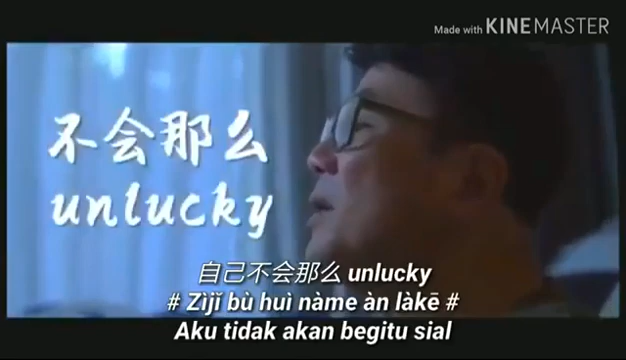 Made with KINEMASTER
不会那么
unlucky
自己不会那么 unlucky
# Zìjǐ bù huì nàme àn làkē #
Aku tidak akan begitu sial